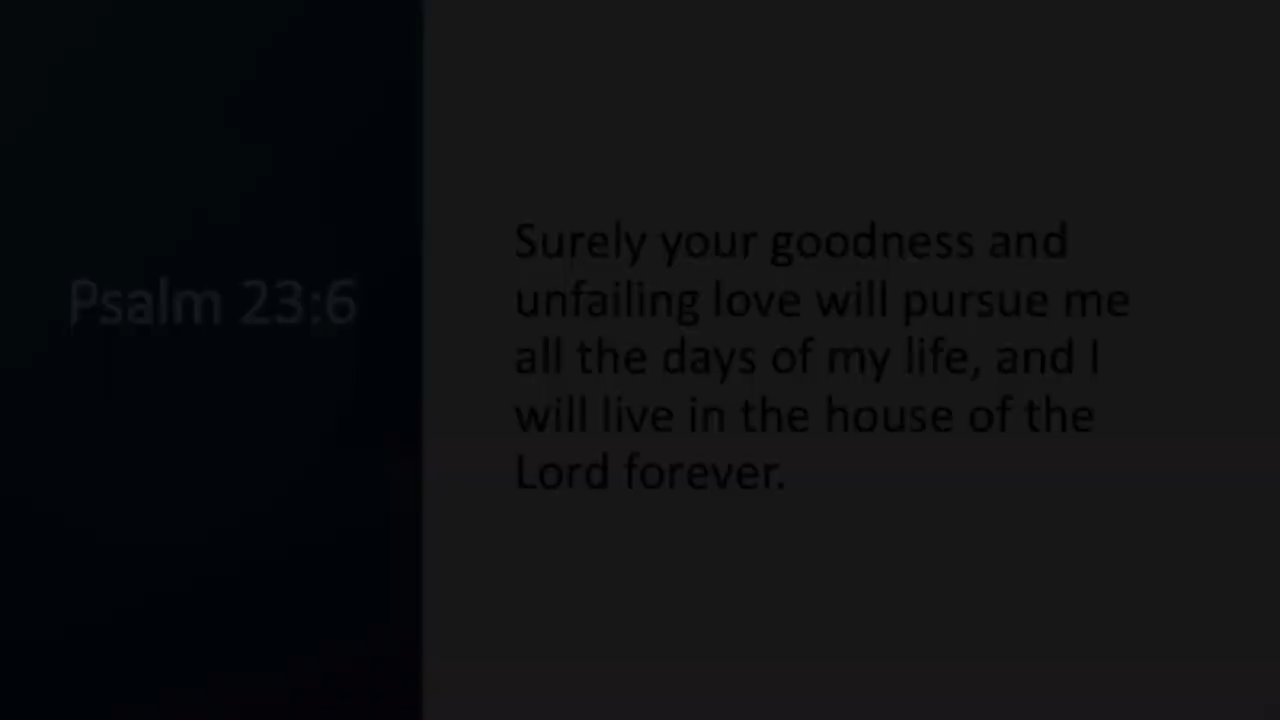 Psalm 23:6
Surely your goodness and
unfailing love will pursue me
all the days of my life, and I
will live in the house of the
Lord forever.